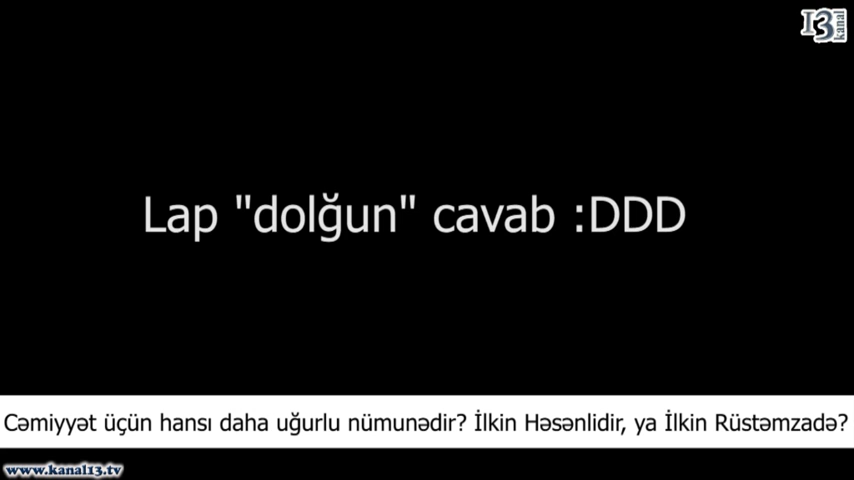 13 kanal
Lap "dolğun" cavab :DDD
Cəmiyyət üçün hansı daha uğurlu nümunədir? İlkin Həsənlidir, ya İlkin Rüstəmzadə?
www.kanal13.tv